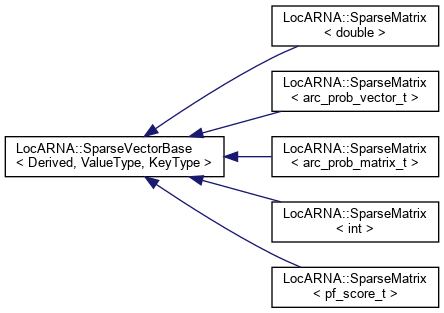 LocARNA::SparseMatrix
< double >
LocARNA::SparseMatrix
< arc_prob_vector_t >
LocARNA::SparseVectorBase
< Derived, ValueType, KeyType >
LocARNA::SparseMatrix
< arc_prob_matrix_t >
LocARNA::SparseMatrix
< int >
LocARNA::SparseMatrix
< pf_score_t >